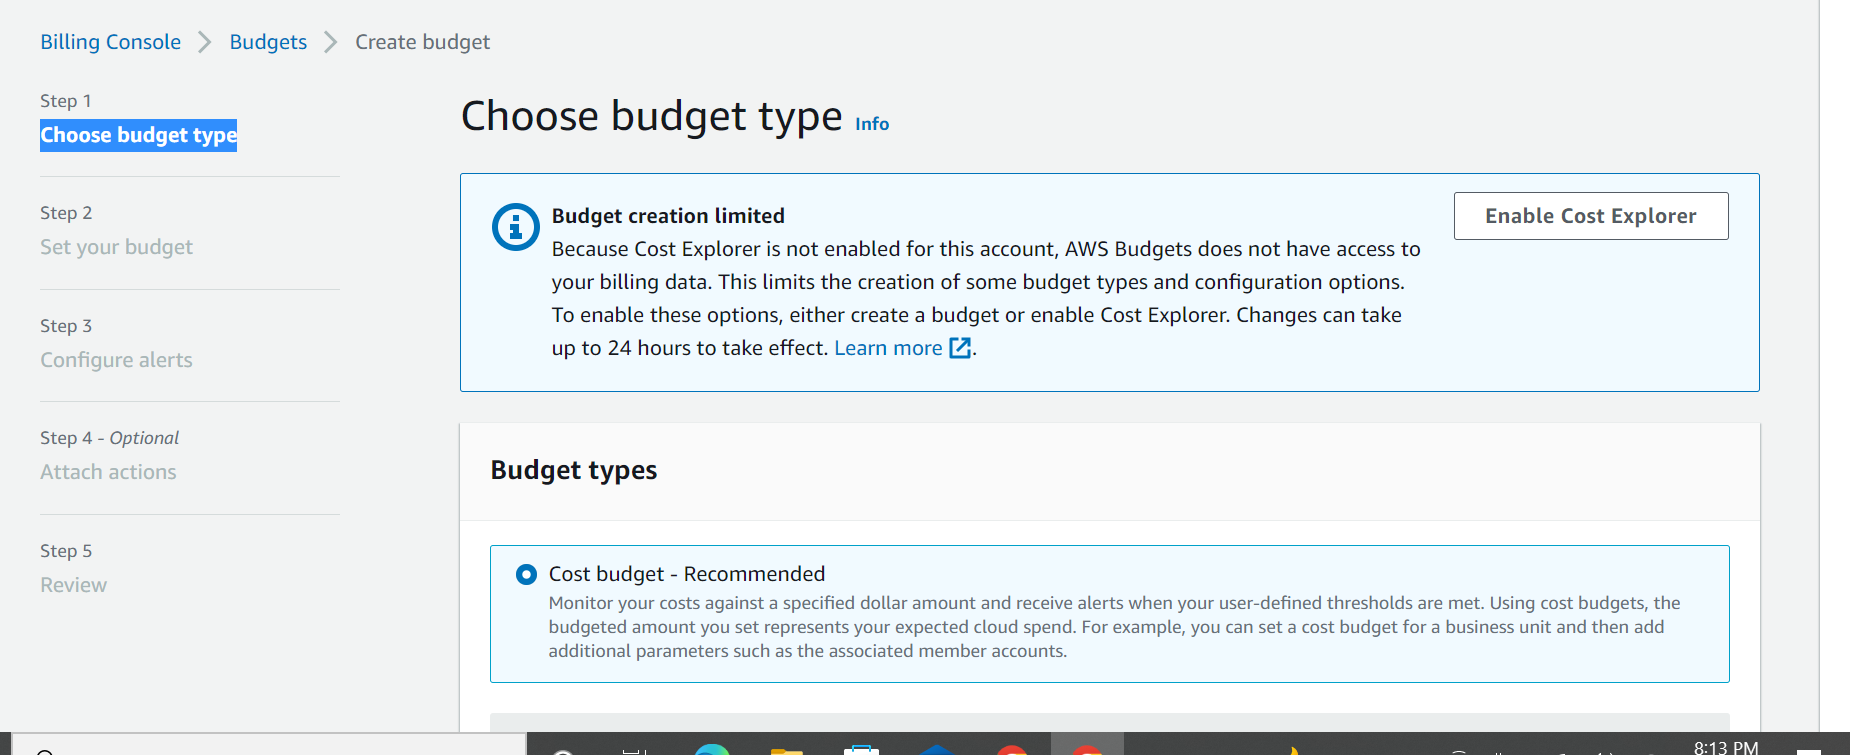 Billing Console > Budgets > Create budget
Step 1
Choose budget type
Step 2
Set your budget
Step 3
Configure alerts
Step 4 - Optional
Attach actions
Step 5
Review
Choose budget type Info
Budget creation limited
Enable Cost Explorer
Because Cost Explorer is not enabled for this account, AWS Budgets does not have access to
your billing data. This limits the creation of some budget types and configuration options.
To enable these options, either create a budget or enable Cost Explorer. Changes can take
up to 24 hours to take effect. Learn more .
Budget types
Cost budget - Recommended
Monitor your costs against a specified dollar amount and receive alerts when your user-defined thresholds are met. Using cost budgets, the
budgeted amount you set represents your expected cloud spend. For example, you can set a cost budget for a business unit and then add
additional parameters such as the associated member accounts.
8:13 PM